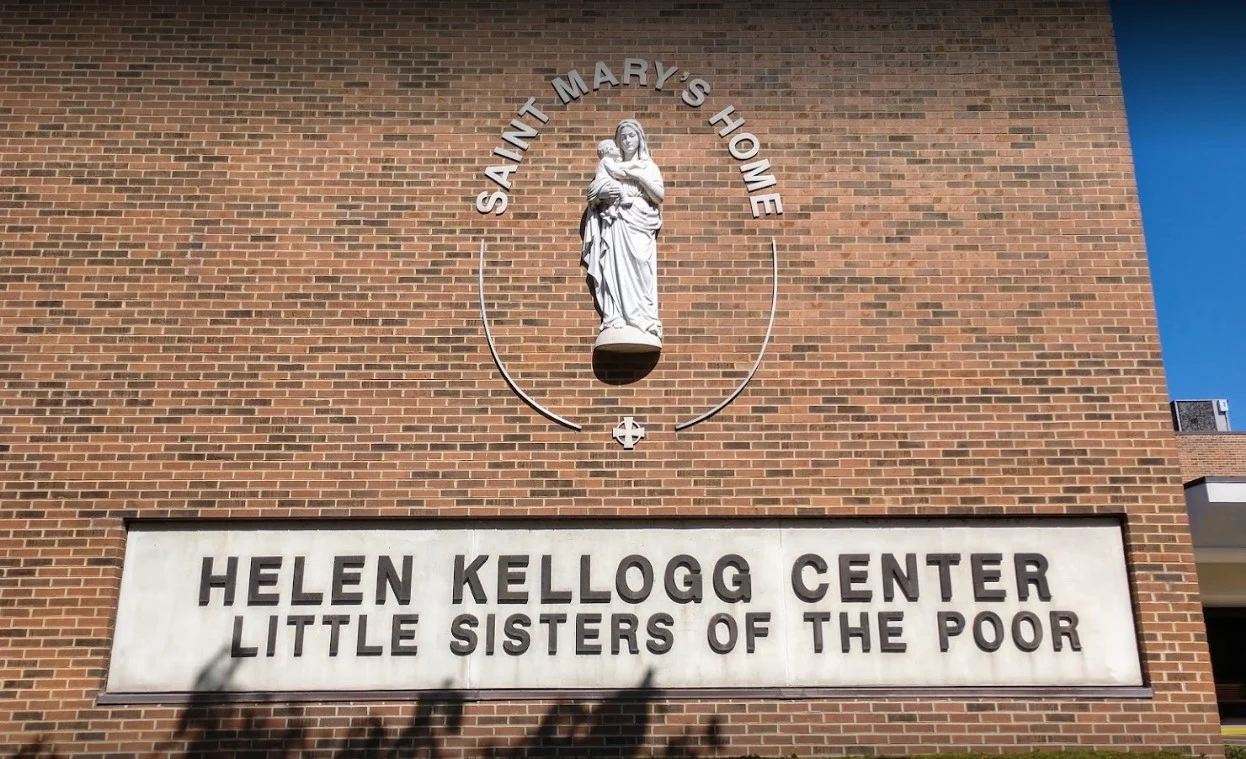 SAINT MARY'S HOME
HELEN KELLOGG CENTER
LITTLE SISTERS OF THE POOR